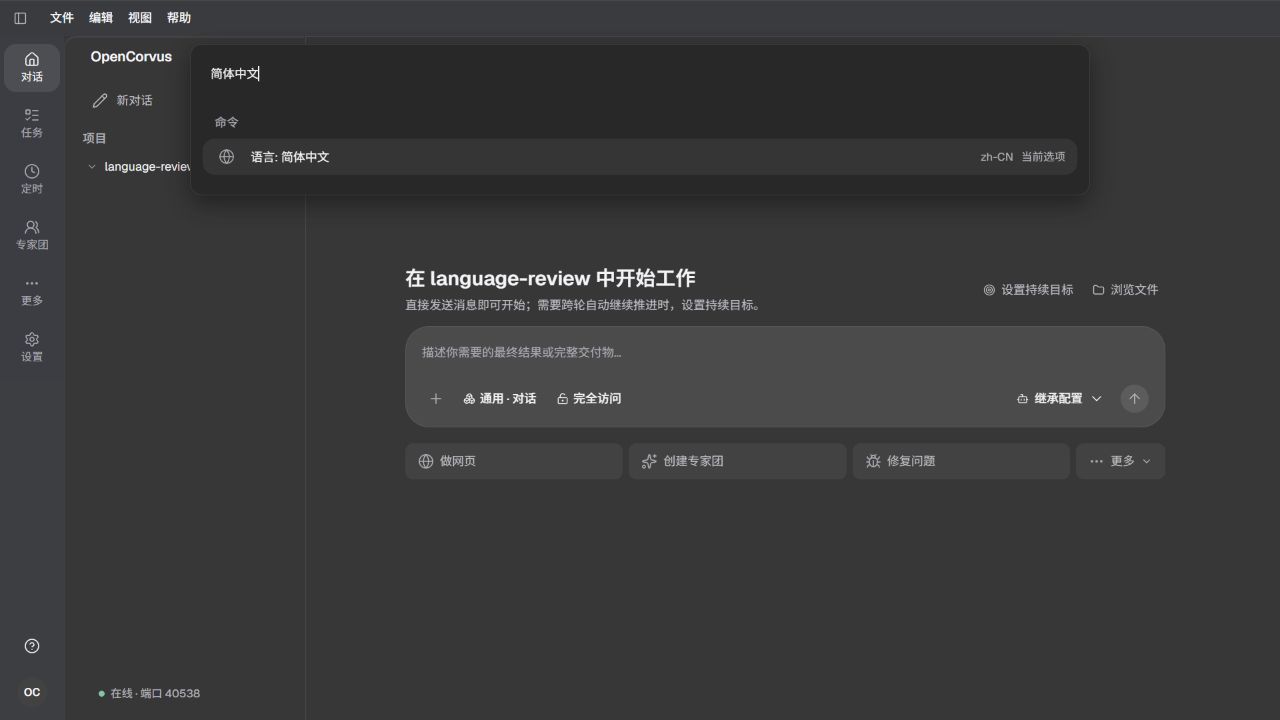 文件 编辑 视图 帮助
对话
任务
定时
专家团
更多
设置
OC
OpenCorvus
新对话
项目
language-review
在线 · 端口 40538
简体中文
命令
语言: 简体中文 zh-CN 当前选项
在 language-review 中开始工作
直接发送消息即可开始；需要跨轮自动继续推进时，设置持续目标。
设置持续目标 浏览文件
描述你需要的最终结果或完整交付物...
通用 · 对话 完全访问 继承配置
做网页 创建专家团 修复问题 更多